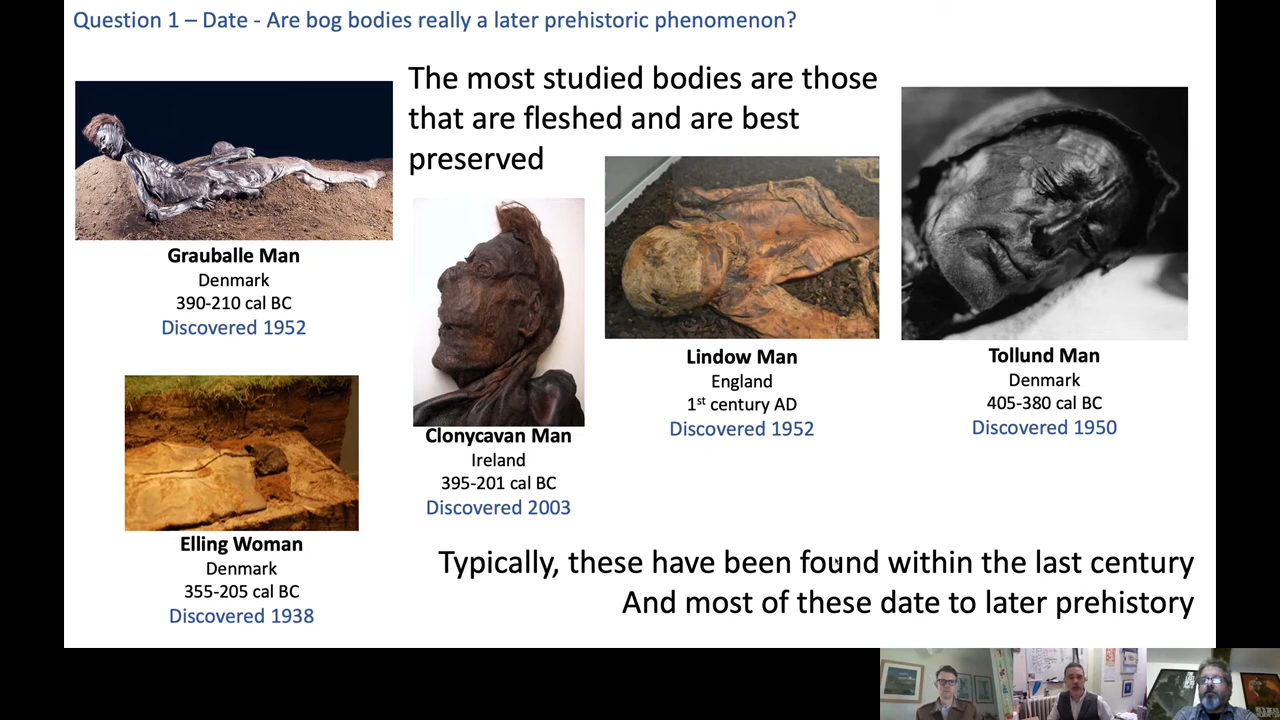 Question 1 – Date - Are bog bodies really a later prehistoric phenomenon?
The most studied bodies are those
that are fleshed and are best
preserved
Grauballe Man
Denmark
390-210 cal BC
Discovered 1952
Elling Woman
Denmark
355-205 cal BC
Discovered 1938
Clonycavan Man
Ireland
395-201 cal BC
Discovered 2003
Lindow Man
England
1st century AD
Discovered 1952
Tollund Man
Denmark
405-380 cal BC
Discovered 1950
Typically, these have been found within the last century
And most of these date to later prehistory